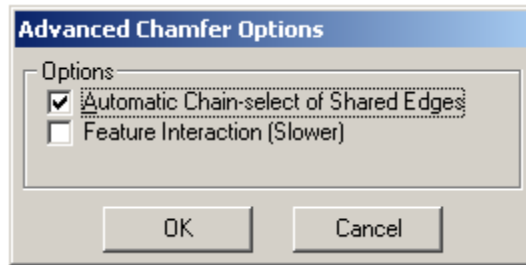 Advanced Chamfer Options
Options
Automatic Chain-select of Shared Edges
Feature Interaction (Slower)
OK Cancel